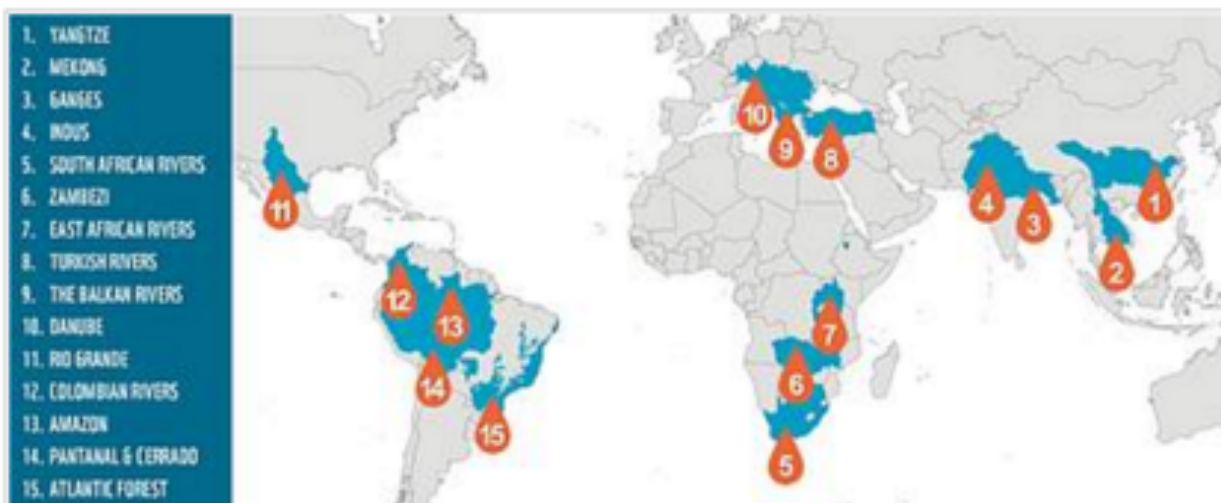 1. YANGTZE
2. MEKONG
3. GANGES
4. INDUS
5. SOUTH AFRICAN RIVERS
6. ZAMBEZI
7. EAST AFRICAN RIVERS
8. TURKISH RIVERS
9. THE BALKAN RIVERS
10. DANUBE
11. RIO GRANDE
12. COLOMBIAN RIVERS
13. AMAZON
14. PANTANAL & CERRADO
15. ATLANTIC FOREST
10
9
8
11
4
3
1
2
12
13
7
14
6
15
5